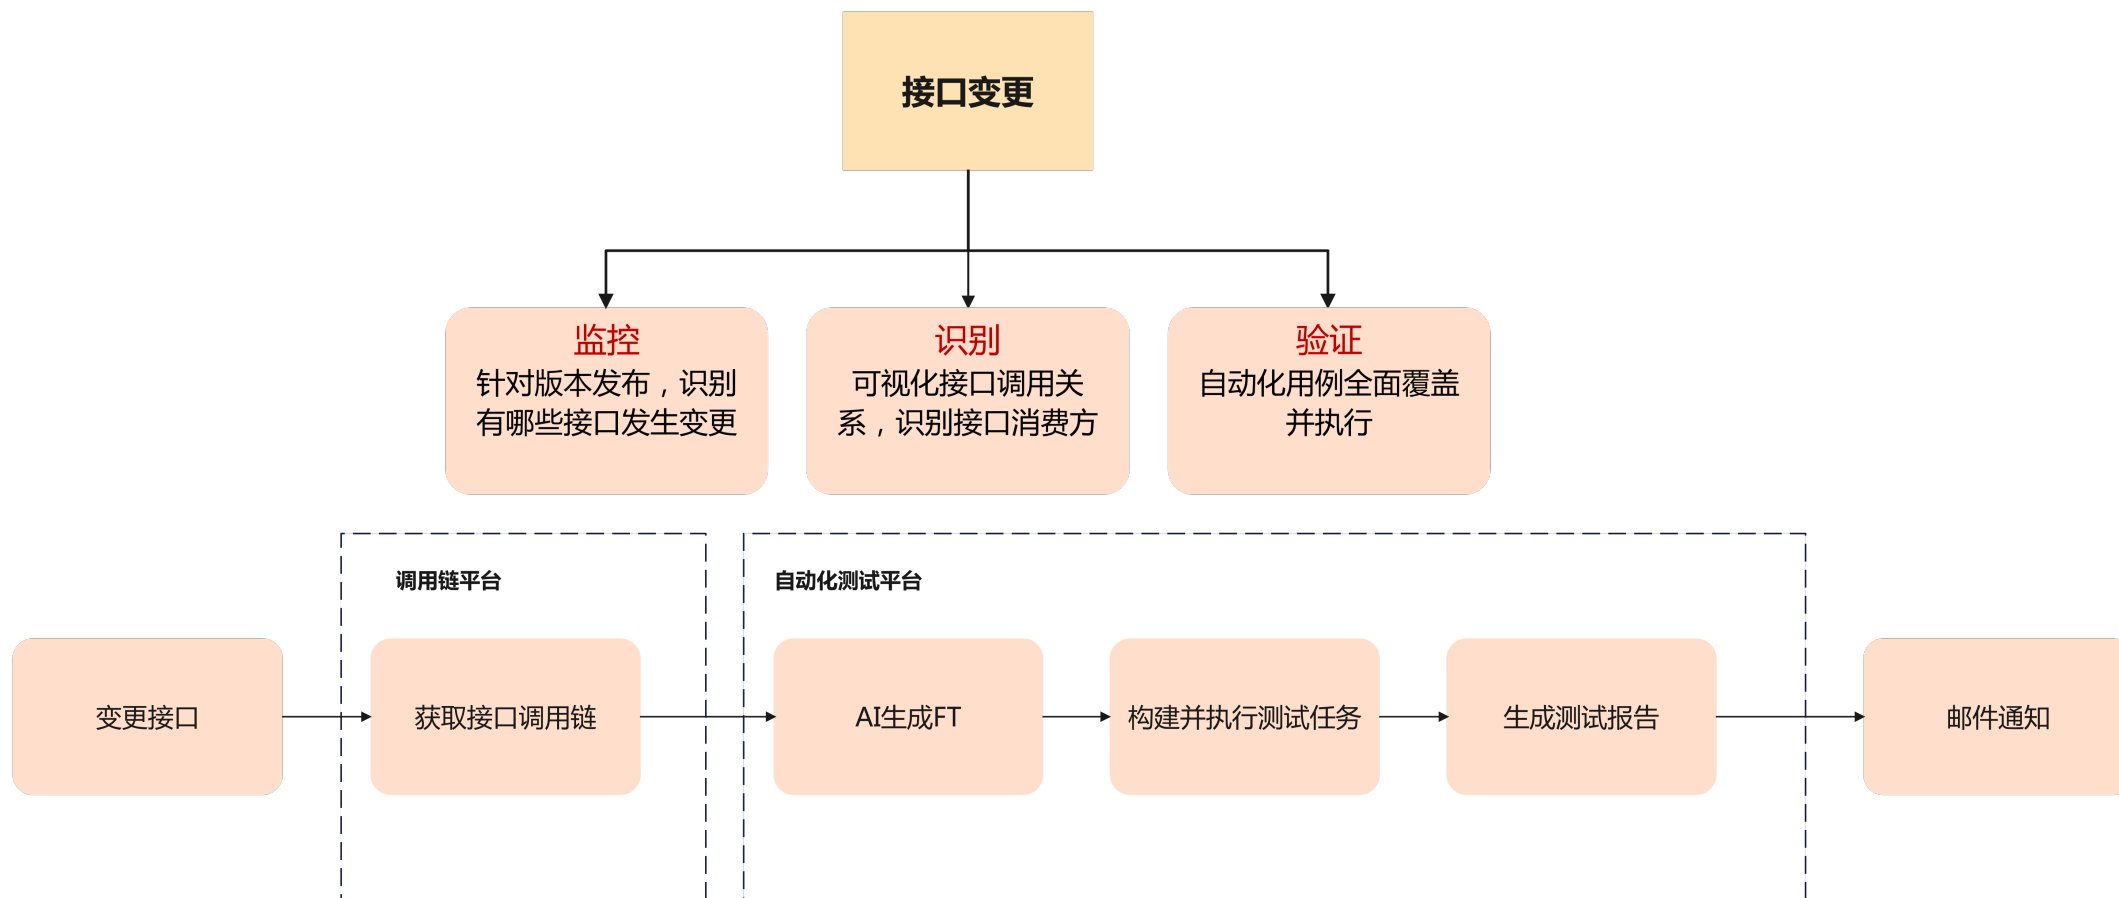 接口变更
监控
针对版本发布，识别
有哪些接口发生变更
识别
可视化接口调用关
系，识别接口消费方
验证
自动化用例全面覆盖
并执行
调用链平台
自动化测试平台
变更接口
获取接口调用链
AI生成FT
构建并执行测试任务
生成测试报告
邮件通知